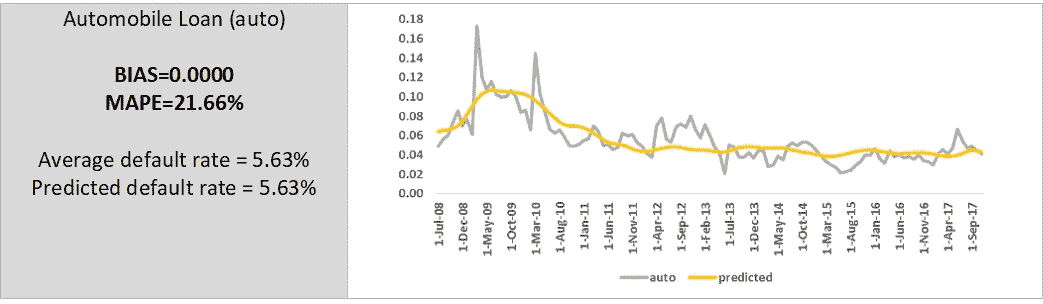 Automobile Loan (auto)
BIAS=0.0000
MAPE=21.66%
Average default rate = 5.63%
Predicted default rate = 5.63%
0.18
0.16
0.14
0.12
0.10
0.08
0.06
0.04
0.02
0.00
1-Jul-08
1-Dec-08
1-May-09
1-Oct-09
1-Mar-10
1-Aug-10
1-Jan-11
1-Jun-11
1-Nov-11
1-Apr-12
1-Sep-12
1-Feb-13
1-Jul-13
1-Dec-13
1-May-14
1-Oct-14
1-Mar-15
1-Aug-15
1-Jan-16
1-Jun-16
1-Nov-16
1-Apr-17
1-Sep-17
auto
predicted